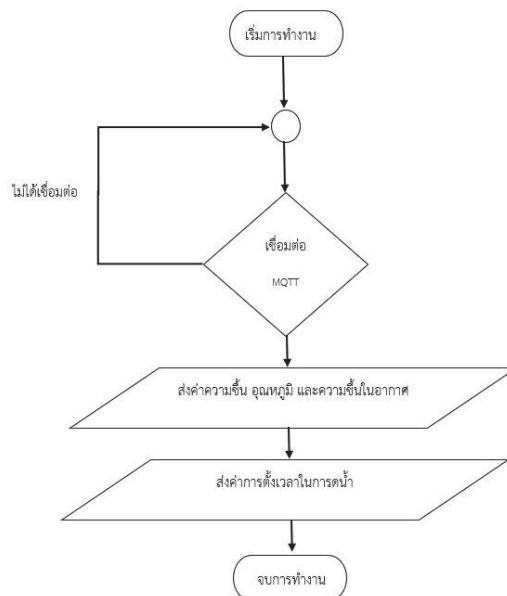 เริ่มการทำงาน
ไม่ได้เชื่อมต่อ
เชื่อมต่อ
MQTT
ส่งค่าความชื้น อุณหภูมิ และความชื้นในอากาศ
ส่งค่าการตั้งเวลาในการดน้ำ
จบการทำงาน